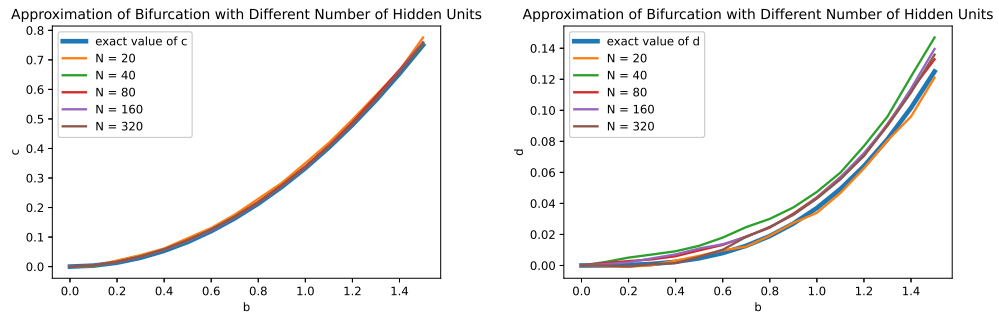 Approximation of Bifurcation with Different Number of Hidden Units
c
0.8
0.7
0.6
0.5
0.4
0.3
0.2
0.1
0.0
exact value of c
N = 20
N = 40
N = 80
N = 160
N = 320
0.0 0.2 0.4 0.6 0.8 1.0 1.2 1.4
b
Approximation of Bifurcation with Different Number of Hidden Units
d
0.14
0.12
0.10
0.08
0.06
0.04
0.02
0.00
exact value of d
N = 20
N = 40
N = 80
N = 160
N = 320
0.0 0.2 0.4 0.6 0.8 1.0 1.2 1.4
b